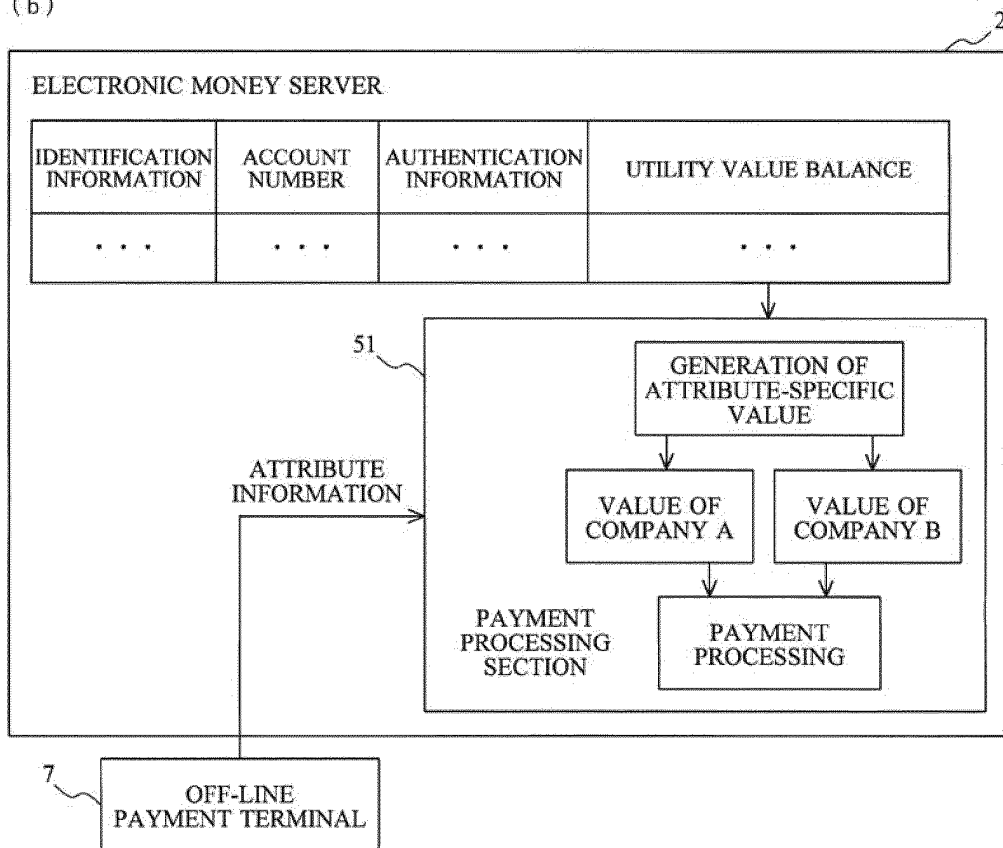 (b)
2
ELECTRONIC MONEY SERVER
IDENTIFICATION
INFORMATION
ACCOUNT
NUMBER
AUTHENTICATION
INFORMATION
UTILITY VALUE BALANCE
· · ·
· · ·
· · ·
· · ·
51
GENERATION OF
ATTRIBUTE-SPECIFIC
VALUE
ATTRIBUTE
INFORMATION
VALUE OF
COMPANY A
VALUE OF
COMPANY B
PAYMENT
PROCESSING
SECTION
PAYMENT
PROCESSING
7
OFF-LINE
PAYMENT TERMINAL